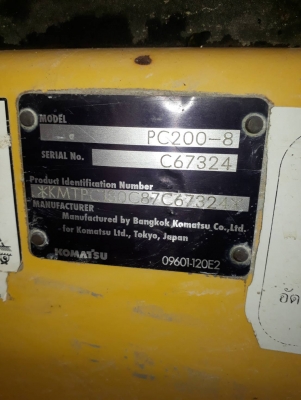 MODEL
PC200-8
SERIAL No.
C67324
Product Identification Number
MANUFACTURER
Manufactured by Bangkok Komatsu Co.,Ltd.
for Komatsu Ltd., Tokyo, Japan
KOMATSU
09601-120E2